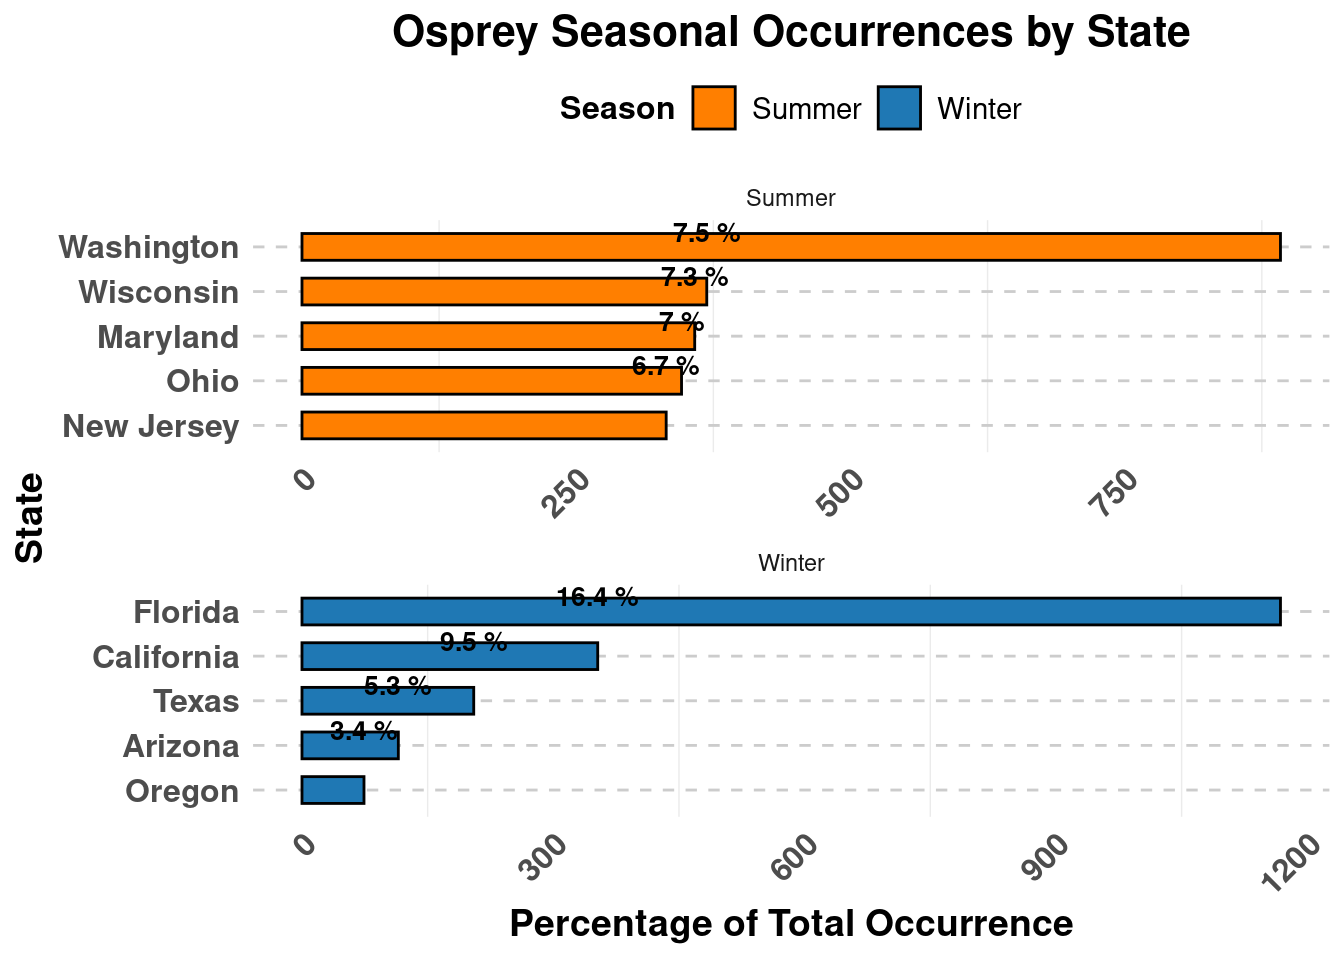 Osprey Seasonal Occurrences by State
Season Summer Winter
Summer
Washington 7.5 %
Wisconsin 7.3 %
Maryland 7 %
Ohio 6.7 %
New Jersey
0 250 500 750
State
Winter
Florida 16.4 %
California 9.5 %
Texas 5.3 %
Arizona 3.4 %
Oregon
0 300 600 900 1200
Percentage of Total Occurrence